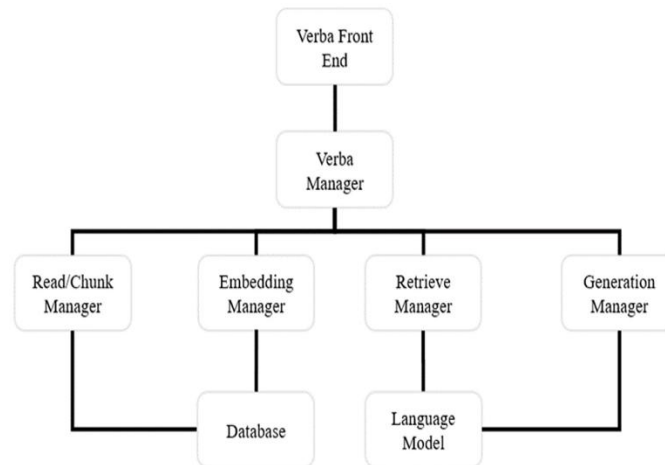 Verba Front
End
Verba
Manager
Read/Chunk
Manager
Embedding
Manager
Retrieve
Manager
Generation
Manager
Database
Language
Model